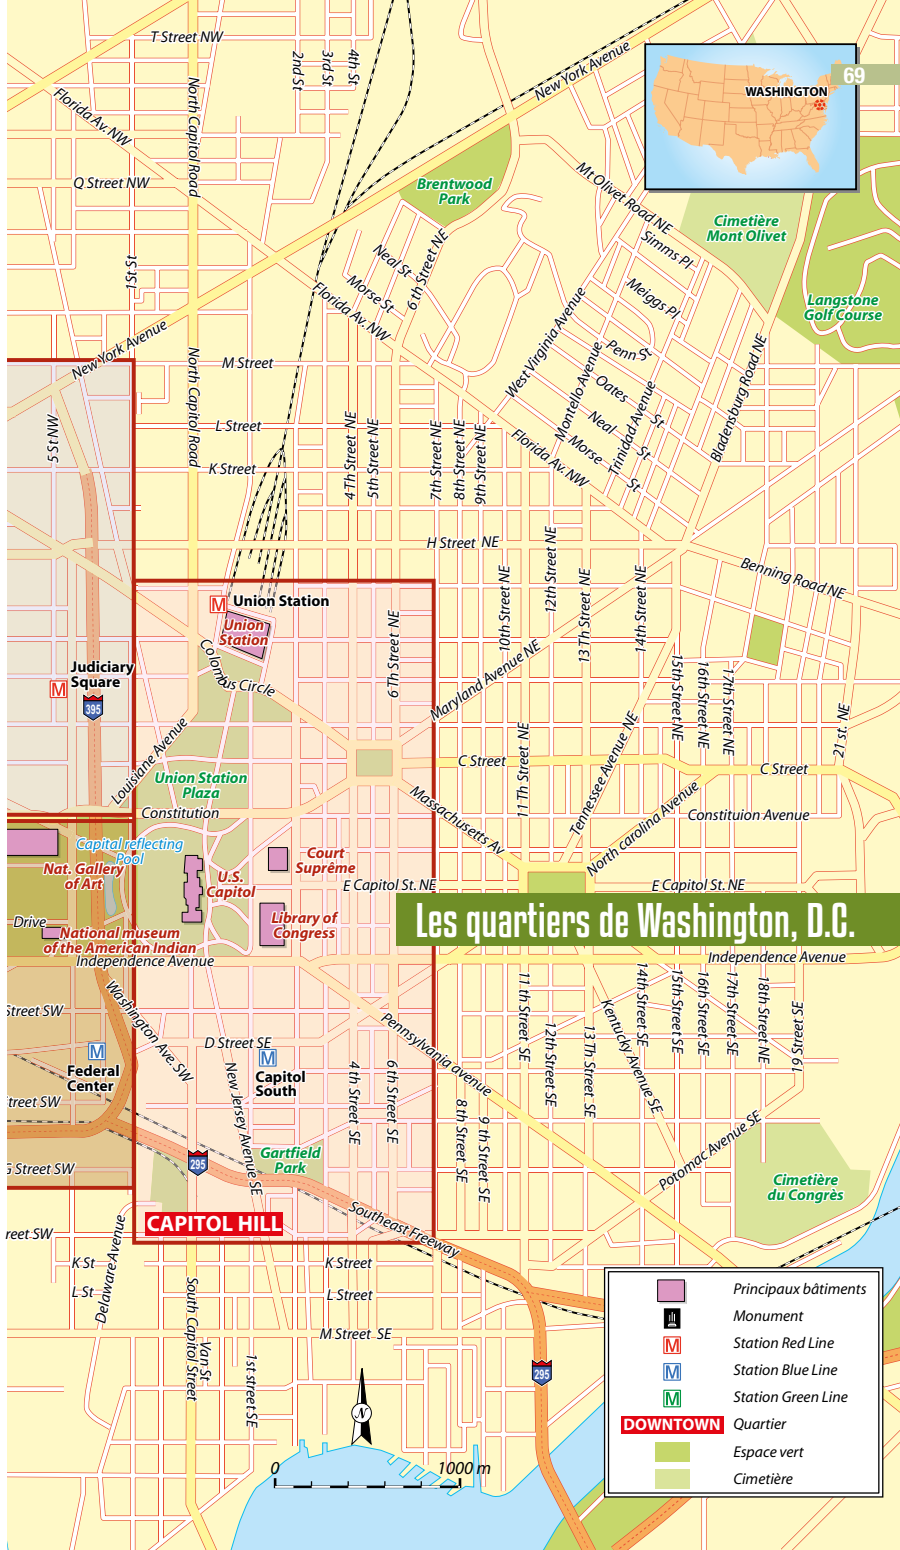 T Street NW
2nd St
3rd St
4th St
New York Avenue
WASHINGTON
69
Florida Av. NW
North Capitol Road
Q Street NW
Brentwood
Park
Mt Olivet Road NE
Cimetière
Mont Olivet
Simms Pl
Neal St
6 th Street NE
Morse St
1St St
Florida Av. NW
Meiggs Pl
Langstone
Golf Course
New York Avenue
West Virginia Avenue
Penn St
Bladensburg Road NE
M Street
North Capitol Road
Montello Avenue
Oates St
Trinidad Avenue
Neal St
Morse St
5 St NW
L Street
K Street
4 Th Street NE
5th Street NE
7th Street NE
8th Street NE
9th Street NE
Florida Av. NW
H Street NE
12th Street NE
Benning Road NE
10th Street NE
13 Th Street NE
14th Street NE
Union Station
Union
Station
6 Th Street NE
Colombus Circle
Maryland Avenue NE
Judiciary
Square
395
15th Street NE
16th Street NE
17th Street NE
21 st. NE
Louisiane Avenue
Union Station
Plaza
C Street
11 Th Street NE
Tennessee Avenue NE
C Street
Constitution
Massachusetts Av
North carolina Avenue
Constituion Avenue
Capital reflecting
Pool
Nat. Gallery
of Art
U.S.
Capitol
Court
Suprême
E Capitol St. NE
E Capitol St. NE
Library of
Congress
Les quartiers de Washington, D.C.
Drive
National museum
of the American Indian
Independence Avenue
Independence Avenue
Street SW
Washington Ave. SW
Pennsylvania avenue
11 th Street SE
12th Street SE
13 Th Street SE
Kentucky Avenue SE
14th Street SE
15th Street SE
16th Street SE
17th Street SE
18th Street NE
19 Street SE
D Street SE
Federal
Center
Capitol
South
New Jersey Avenue SE
4 th Street SE
6 th Street SE
8 th Street SE
9 th Street SE
treet SW
Potomac Avenue SE
G Street SW
295
Gartfield
Park
Cimetière
du Congrès
CAPITOL HILL
Southeast Freeway
reet SW
Delaware Avenue
K St
L St
K Street
L Street
M Street SE
South Capitol Street
Van St
1st street SE
295
N
0
1000 m
Principaux bâtiments
Monument
M
Station Red Line
M
Station Blue Line
M
Station Green Line
DOWNTOWN
Quartier
Espace vert
Cimetière